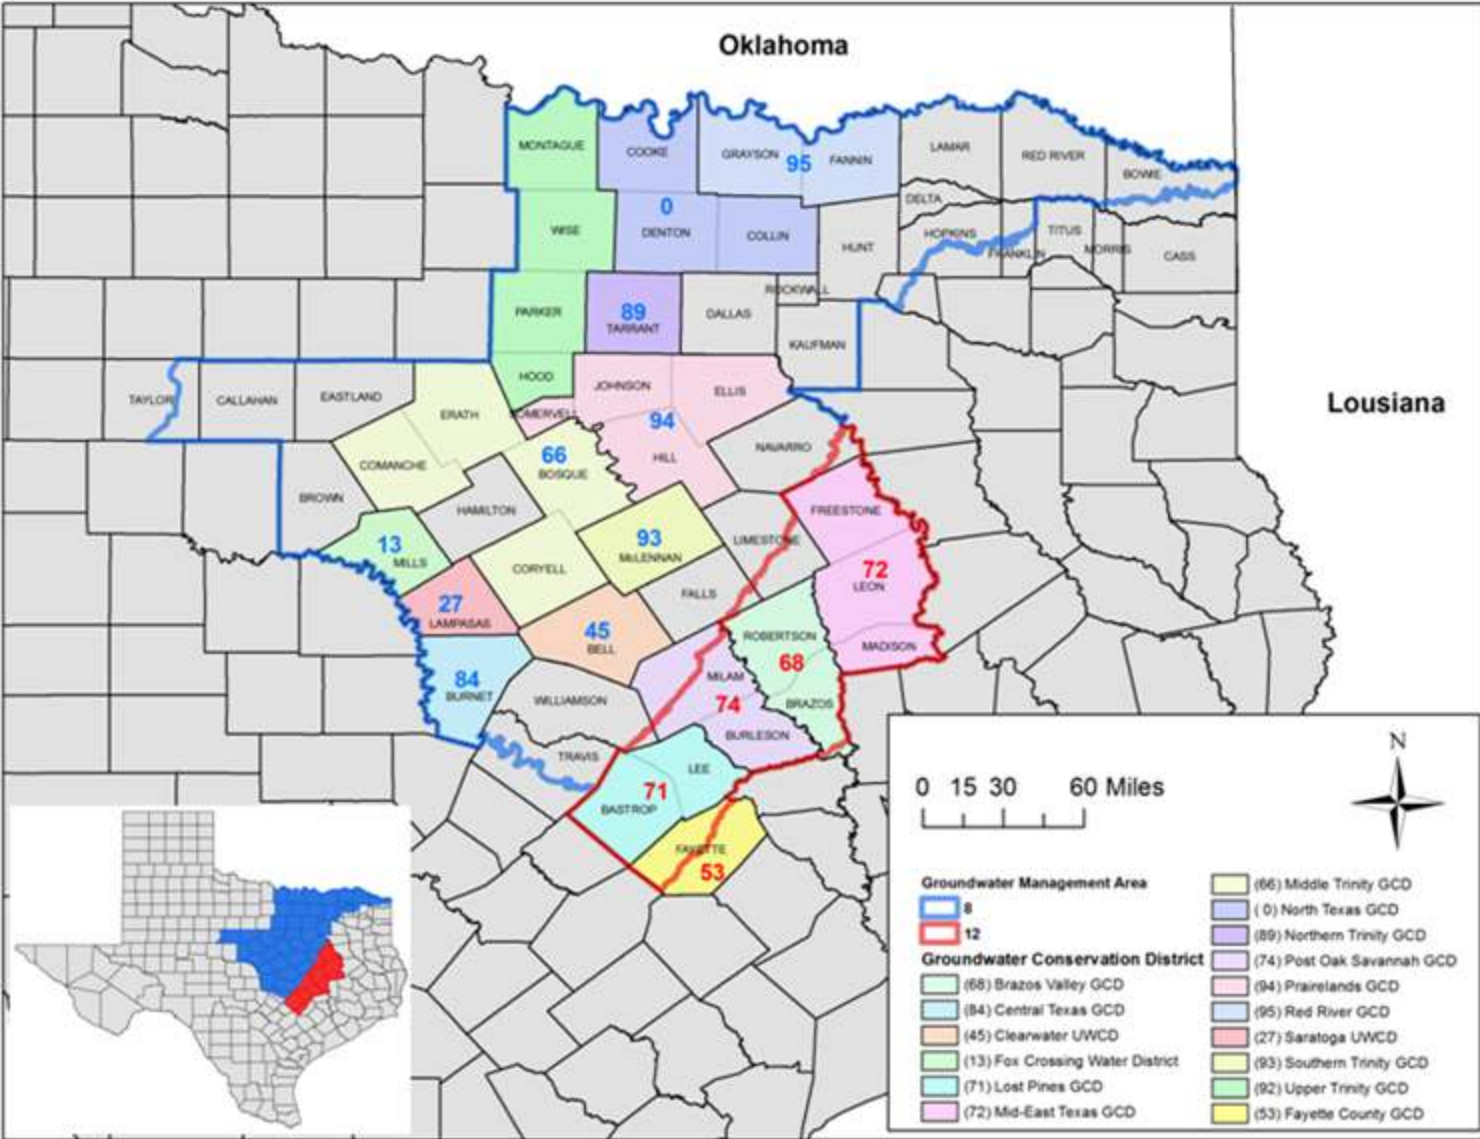 Oklahoma
MONTAGUE
COOKE
GRAYSON
95
FANNIN
LAMAR
RED RIVER
BOWIE
DELTA
0
WISE
DENTON
COLLIN
HUNT
HOPKINS
FRANKLIN
TITUS
MORRIS
CASS
ROCKWALL
PARKER
89
TARRANT
DALLAS
KAUFMAN
HOOD
JOHNSON
ELLIS
TAYLOR
CALLAHAN
EASTLAND
ERATH
SOMERVELL
94
Lousiana
COMANCHE
66
BOSQUE
HILL
NAVARRO
BROWN
HAMILTON
FREESTONE
13
MILLS
93
McLENNAN
LIMESTONE
CORYELL
72
LEON
FALLS
27
LAMPASAS
45
BELL
ROBERTSON
MADISON
68
84
BURNET
MILAM
74
WILLIAMSON
BRAZOS
BURLESON
TRAVIS
LEE
71
BASTROP
FAYETTE
53
N
0 15 30 60 Miles
Groundwater Management Area
8
12
Groundwater Conservation District
(68) Brazos Valley GCD
(84) Central Texas GCD
(45) Clearwater UWCD
(13) Fox Crossing Water District
(71) Lost Pines GCD
(72) Mid-East Texas GCD
(66) Middle Trinity GCD
( 0) North Texas GCD
(89) Northern Trinity GCD
(74) Post Oak Savannah GCD
(94) Prairelands GCD
(95) Red River GCD
(27) Saratoga UWCD
(93) Southern Trinity GCD
(92) Upper Trinity GCD
(53) Fayette County GCD